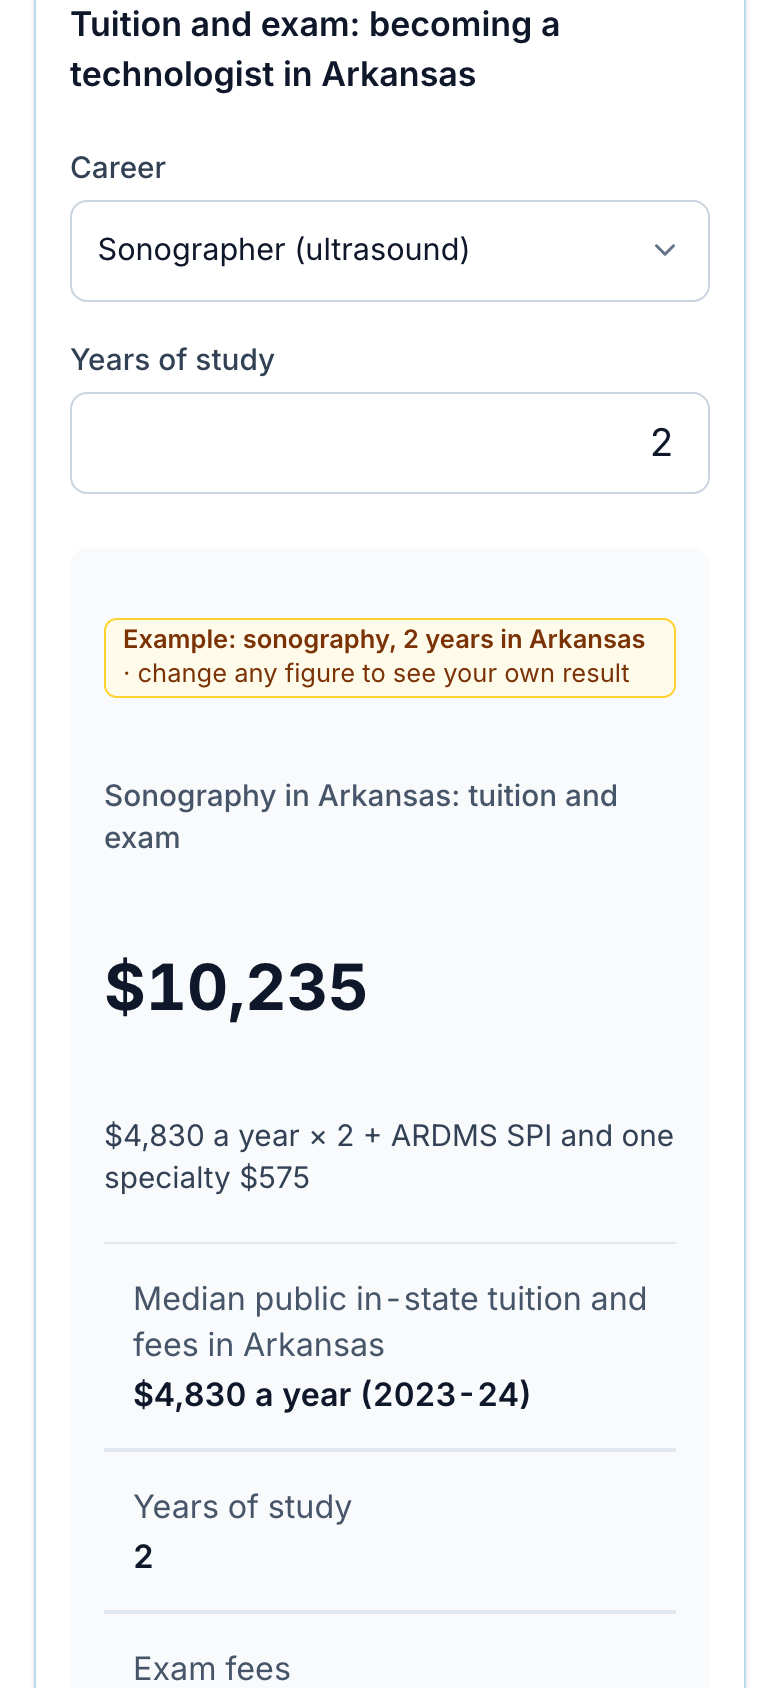 Tuition and exam: becoming a
technologist in Arkansas
Career
Sonographer (ultrasound)
Years of study
2
Example: sonography, 2 years in Arkansas
· change any figure to see your own result
Sonography in Arkansas: tuition and
exam
$10,235
$4,830 a year × 2 + ARDMS SPI and one
specialty $575
Median public in-state tuition and
fees in Arkansas
$4,830 a year (2023-24)
Years of study
2
Exam fees